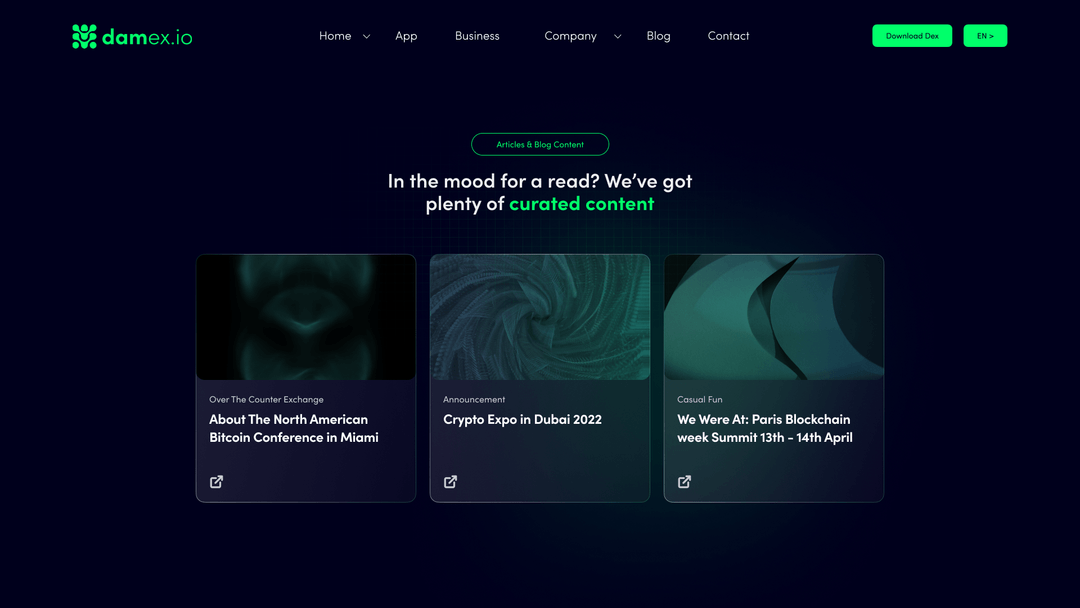 damex.io
Home
App
Business
Company
Blog
Contact
Download Dex
EN >
Articles & Blog Content
In the mood for a read? We’ve got
plenty of curated content
Over The Counter Exchange
About The North American
Bitcoin Conference in Miami
Announcement
Crypto Expo in Dubai 2022
Casual Fun
We Were At: Paris Blockchain
week Summit 13th - 14th April